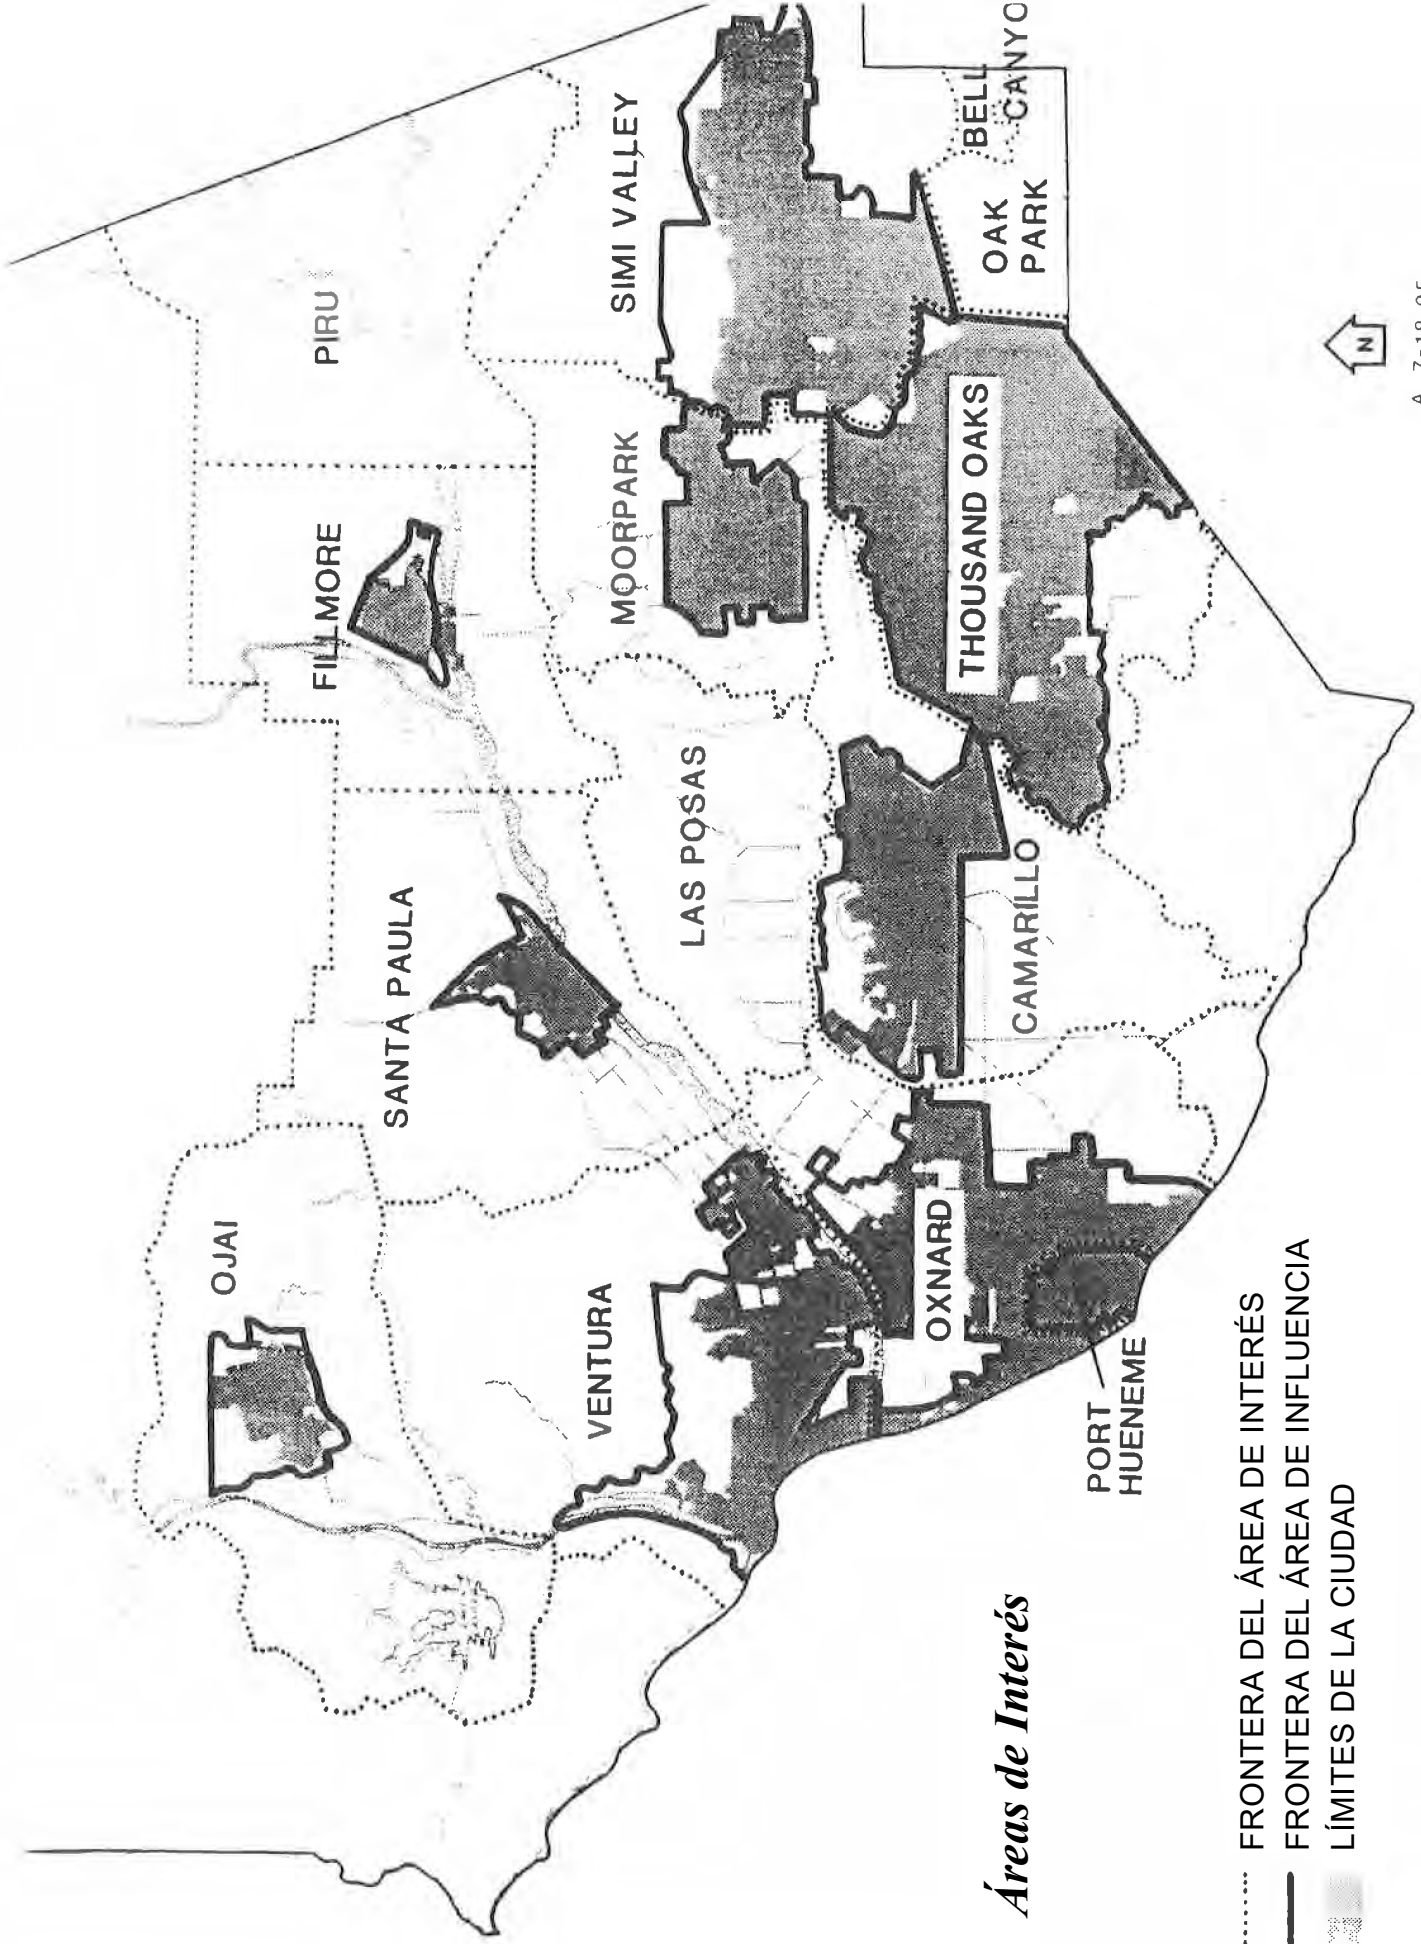 PIRU
FILLMORE
SANTA PAULA
OJAI
SIMI VALLEY
MOORPARK
LAS POSAS
VENTURA
BELL
CANYO
OAK
PARK
THOUSAND OAKS
CAMARILLO
OXNARD
PORT
HUENEME
N
Áreas de Interés
FRONTERA DEL ÁREA DE INTERÉS
FRONTERA DEL ÁREA DE INFLUENCIA
LÍMITES DE LA CIUDAD